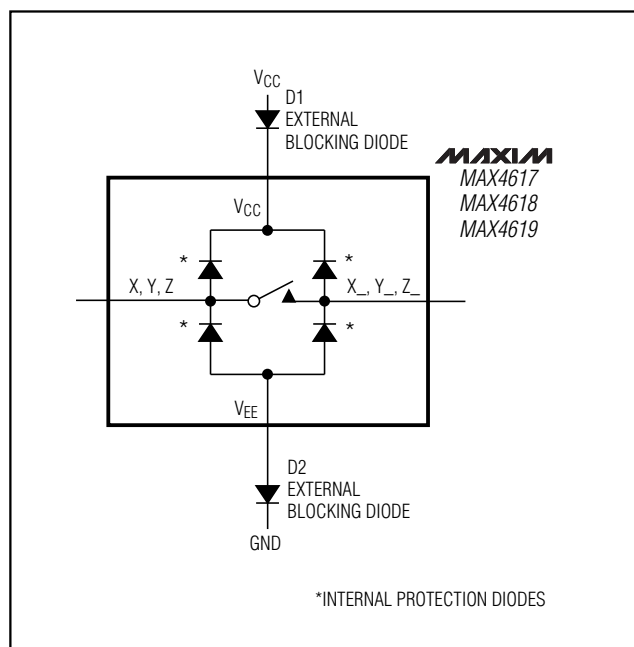 VCC
D1
EXTERNAL
BLOCKING DIODE
MAXIM
MAX4617
MAX4618
MAX4619
VCC
*
*
X, Y, Z
X_, Y_, Z_
*
*
VEE
D2
EXTERNAL
BLOCKING DIODE
GND
*INTERNAL PROTECTION DIODES